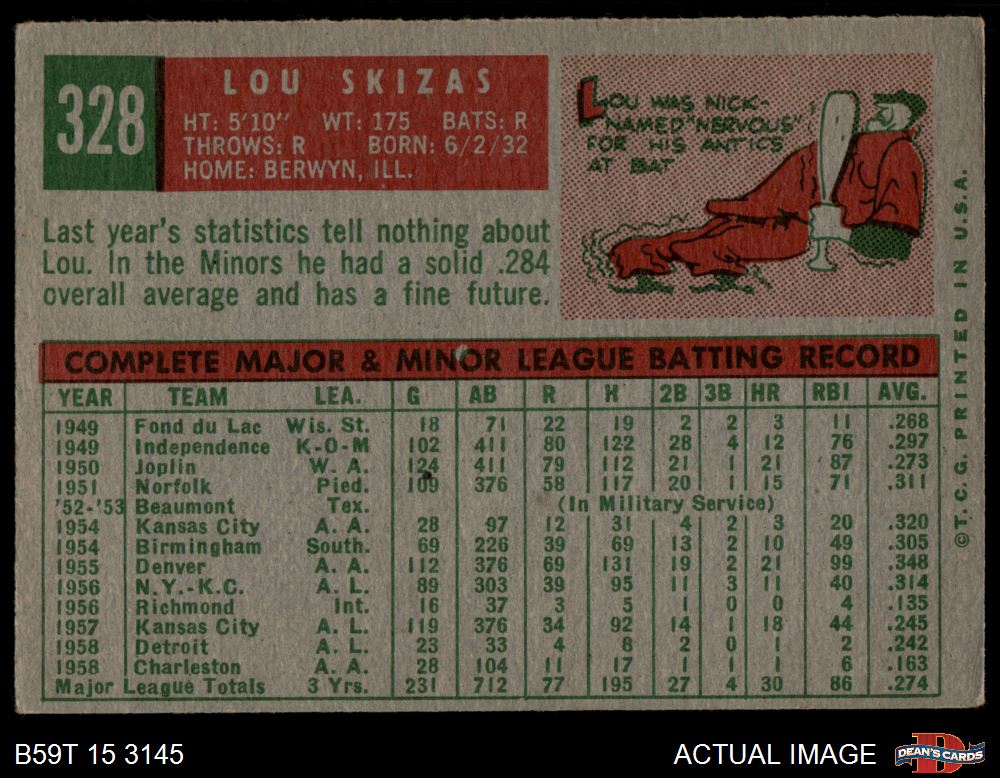 328
LOU SKIZAS
HT: 5'10" WT: 175 BATS: R
THROWS: R BORN: 6/2/32
HOME: BERWYN, ILL.
LOU WAS NICK-
NAMED "NERVOUS"
FOR HIS ANTICS
AT BAT
Last year's statistics tell nothing about
Lou. In the Minors he had a solid .284
overall average and has a fine future.
COMPLETE MAJOR & MINOR LEAGUE BATTING RECORD
YEAR TEAM LEA. G AB R H 2B 3B HR RBI AVG.
1949 Fond du Lac Wis. St. 18 71 22 19 2 2 3 11 .268
1949 Independence K-O-M 102 411 80 122 28 4 12 76 .297
1950 Joplin W. A. 124 411 79 112 21 1 21 87 .273
1951 Norfolk Pied. 109 376 58 117 20 1 15 71 .311
'52-'53 Beaumont Tex. (In Military Service)
1954 Kansas City A. A. 28 97 12 31 4 2 3 20 .320
1954 Birmingham South. 69 226 39 69 13 2 10 49 .305
1955 Denver A. A. 112 376 69 131 19 2 21 99 .348
1956 N.Y.-K.C. A. L. 89 303 39 95 11 3 11 40 .314
1956 Richmond Int. 16 37 3 5 1 0 0 4 .135
1957 Kansas City A. L. 119 376 34 92 14 1 18 44 .245
1958 Detroit A. L. 23 33 4 8 2 0 1 2 .242
1958 Charleston A. A. 28 104 11 17 1 1 1 6 .163
Major League Totals 3 Yrs. 231 712 77 195 27 4 30 86 .274
©T. C. G. PRINTED IN U.S.A.
B59T 15 3145
ACTUAL IMAGE
DEAN'S CARDS